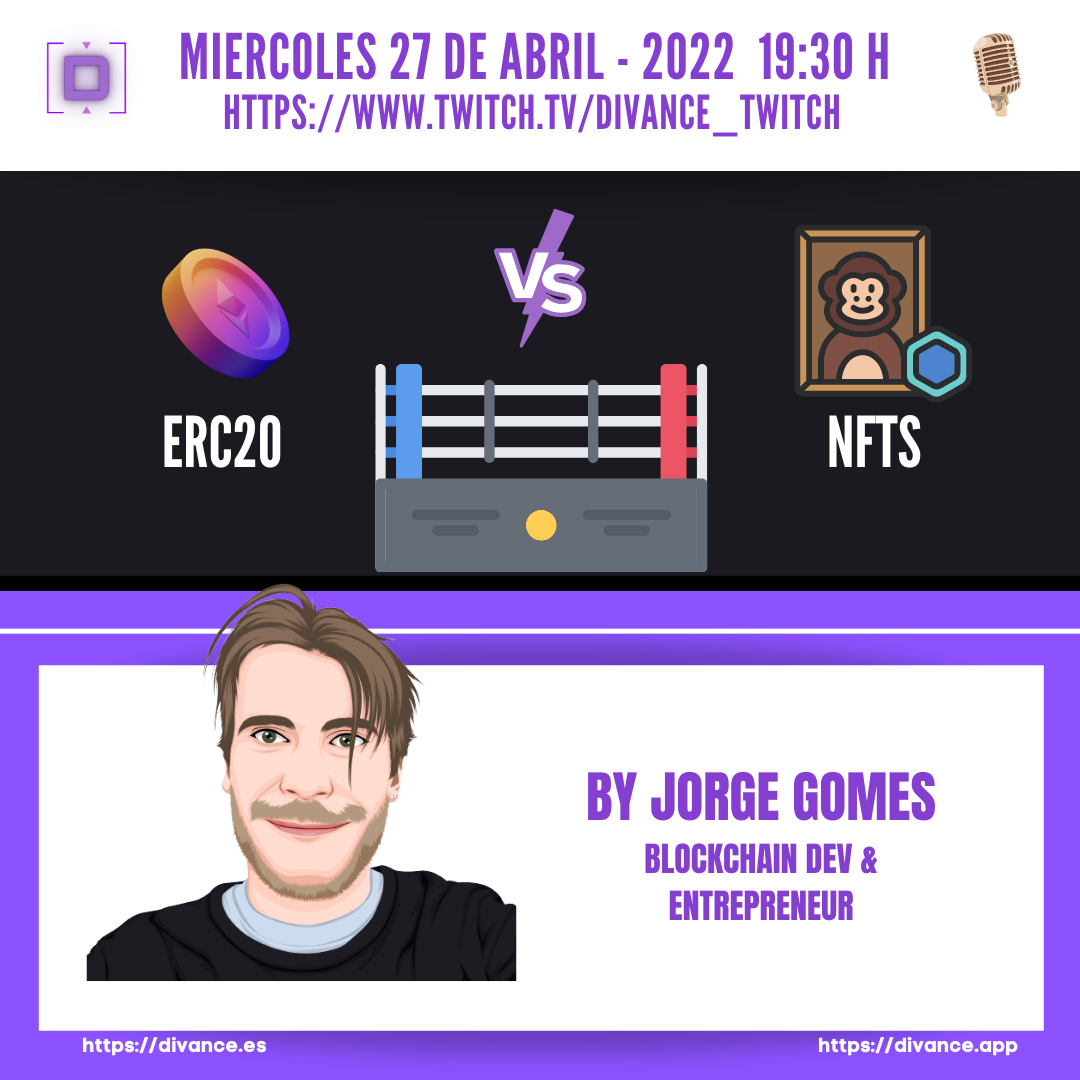 MIERCOLES 27 DE ABRIL - 2022 19:30 H
HTTPS://WWW.TWITCH.TV/DIVANCE_TWITCH
VS
ERC20
NFTS
BY JORGE GOMES
BLOCKCHAIN DEV &
ENTREPRENEUR
https://divance.es
https://divance.app